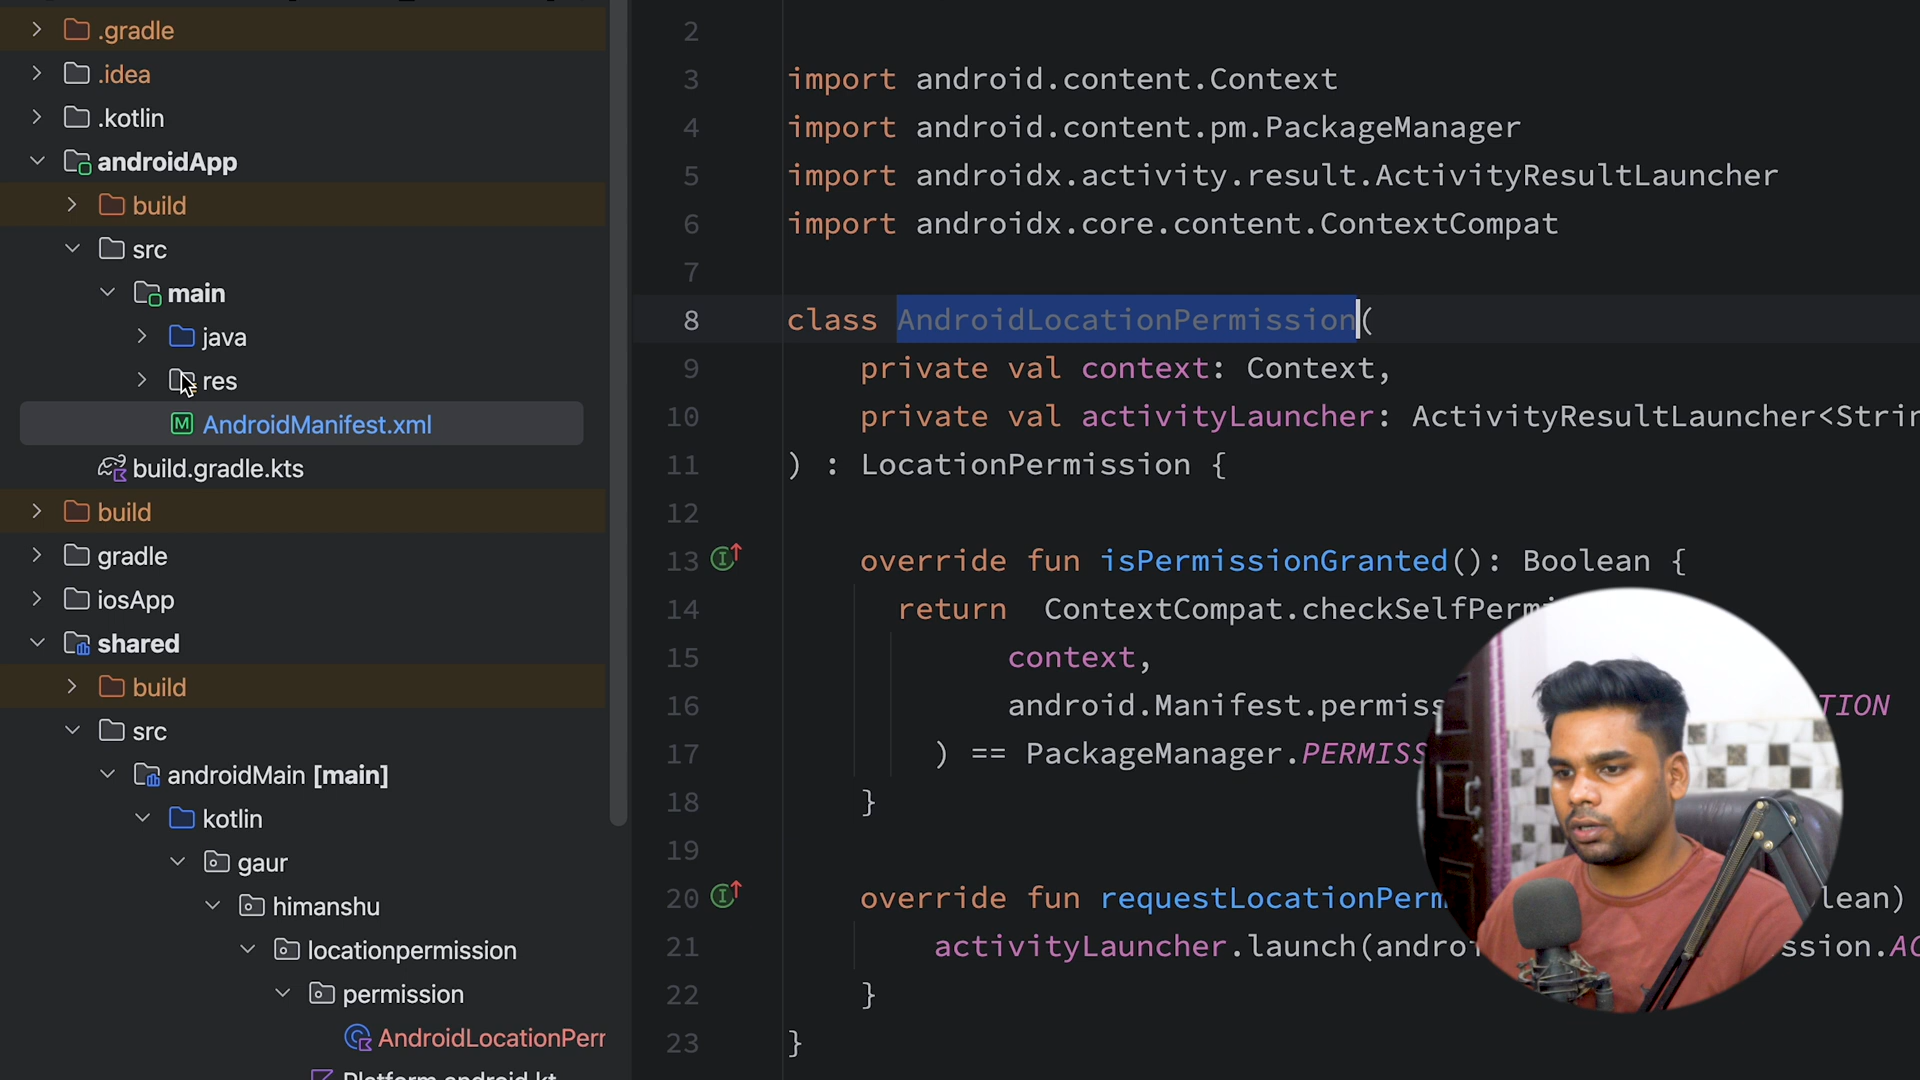 .gradle
.idea
.kotlin
androidApp
build
src
main
java
res
AndroidManifest.xml
build.gradle.kts
build
gradle
iosApp
shared
build
src
androidMain [main]
kotlin
gaur
himanshu
locationpermission
permission
AndroidLocationPerr
Platform.android.kt
2
3 import android.content.Context
4 import android.content.pm.PackageManager
5 import androidx.activity.result.ActivityResultLauncher
6 import androidx.core.content.ContextCompat
7
8 class AndroidLocationPermission(
9 private val context: Context,
10 private val activityLauncher: ActivityResultLauncher<Strin
11 ) : LocationPermission {
12
13 override fun isPermissionGranted(): Boolean {
14 return ContextCompat.checkSelfPermi
15 context,
16 android.Manifest.permiss TION
17 ) == PackageManager.PERMISS
18 }
19
20 override fun requestLocationPerm lean)
21 activityLauncher.launch(androi ssion.AC
22 }
23 }